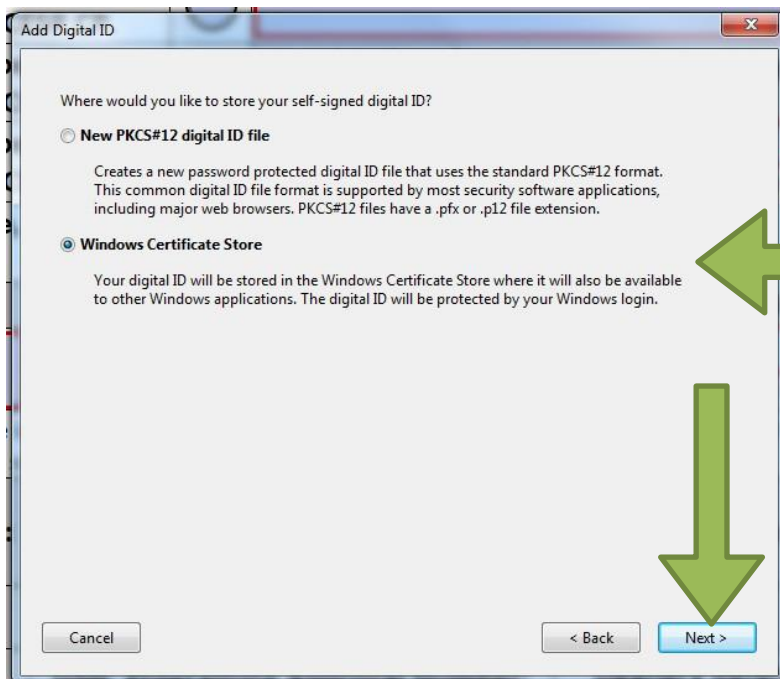 Add Digital ID
Where would you like to store your self-signed digital ID?
New PKCS#12 digital ID file
Creates a new password protected digital ID file that uses the standard PKCS#12 format.
This common digital ID file format is supported by most security software applications,
including major web browsers. PKCS#12 files have a .pfx or .p12 file extension.
Windows Certificate Store
Your digital ID will be stored in the Windows Certificate Store where it will also be available
to other Windows applications. The digital ID will be protected by your Windows login.
Cancel
< Back
Next >